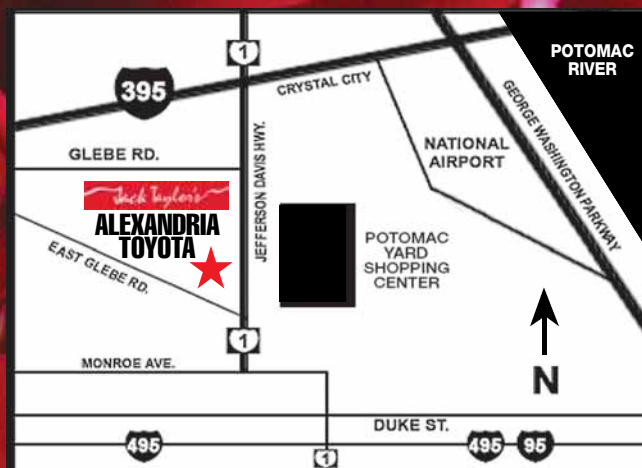 POTOMAC
RIVER
1
395
CRYSTAL CITY
GEORGE WASHINGTON PARKWAY
GLEBE RD.
JEFFERSON DAVIS HWY.
NATIONAL
AIRPORT
Jack Taylor's
ALEXANDRIA
TOYOTA
EAST GLEBE RD.
POTOMAC
YARD
SHOPPING
CENTER
1
MONROE AVE.
N
DUKE ST.
495
1
495
95